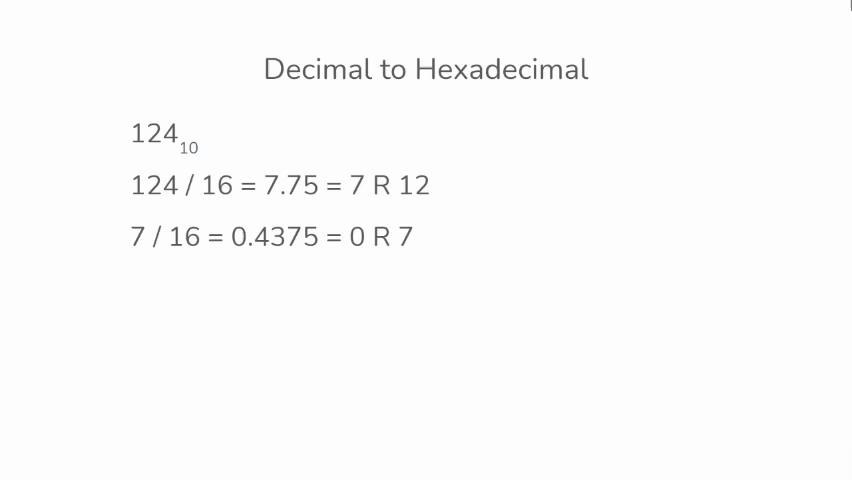 Decimal to Hexadecimal
124₁₀
124 / 16 = 7.75 = 7 R 12
7 / 16 = 0.4375 = 0 R 7